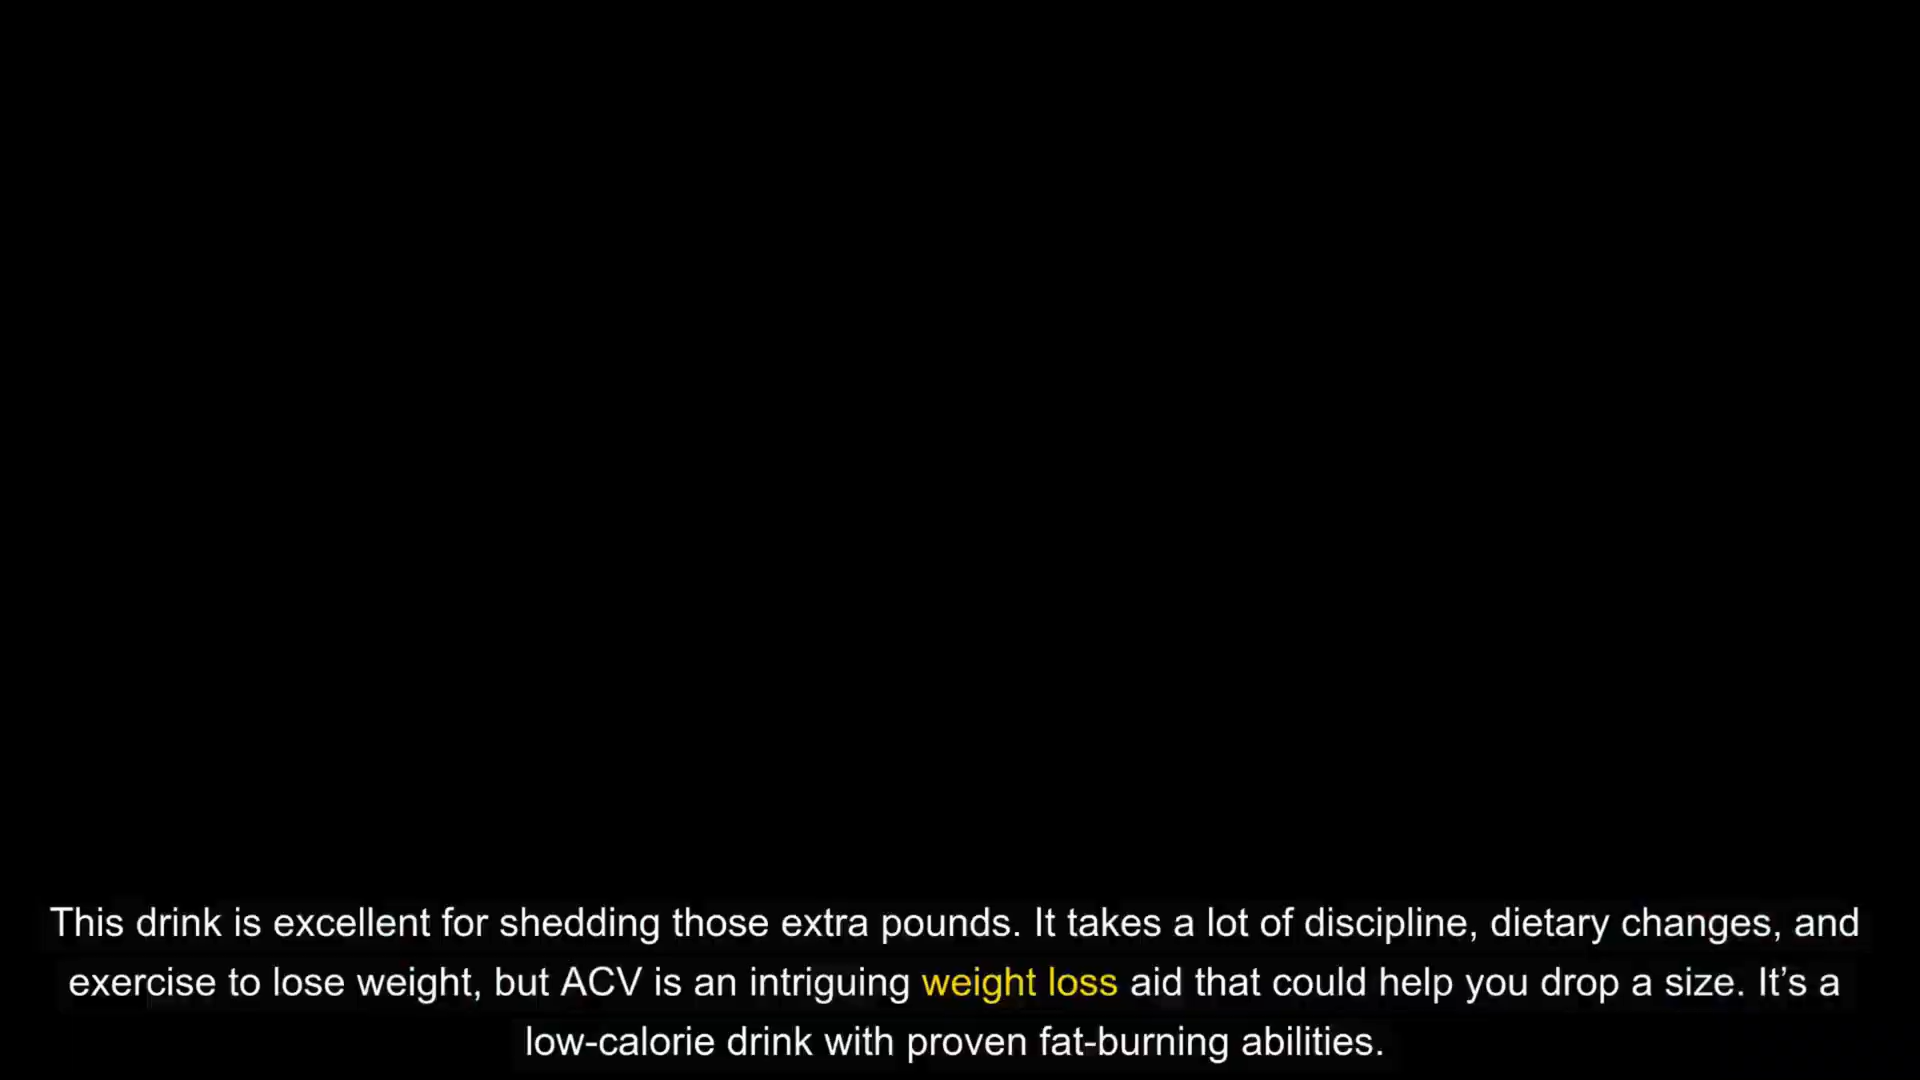 This drink is excellent for shedding those extra pounds. It takes a lot of discipline, dietary changes, and
exercise to lose weight, but ACV is an intriguing weight loss aid that could help you drop a size. It’s a
low-calorie drink with proven fat-burning abilities.